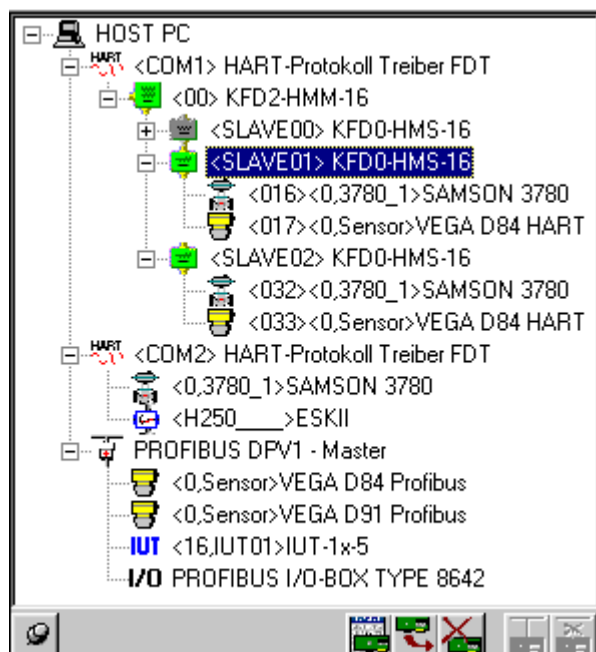 HOST PC
HART <COM1> HART-Protokoll Treiber FDT
<00> KFD2-HMM-16
<SLAVE00> KFD0-HMS-16
<SLAVE01> KFD0-HMS-16
<016><0,3780_1>SAMSON 3780
<017><0,Sensor>VEGA D84 HART
<SLAVE02> KFD0-HMS-16
<032><0,3780_1>SAMSON 3780
<033><0,Sensor>VEGA D84 HART
HART <COM2> HART-Protokoll Treiber FDT
<0,3780_1>SAMSON 3780
<H250____>ESKII
PROFIBUS DPV1 - Master
<0,Sensor>VEGA D84 Profibus
<0,Sensor>VEGA D91 Profibus
IUT <16,IUT01>IUT-1x-5
I/O PROFIBUS I/O-BOX TYPE 8642